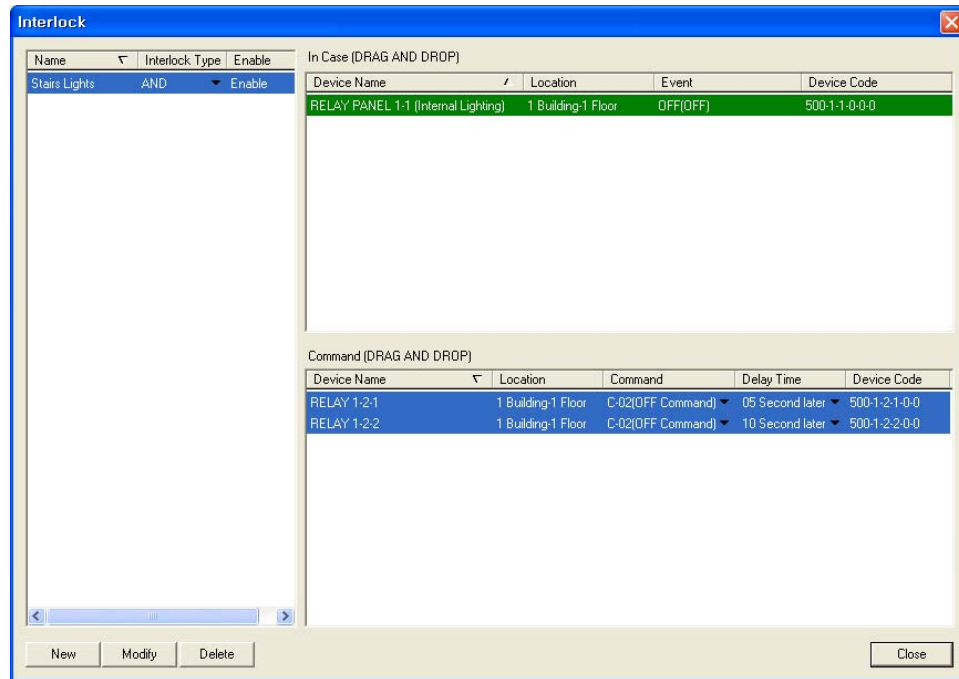 Interlock
Name Interlock Type Enable
Stairs Lights AND Enable
In Case (DRAG AND DROP)
Device Name Location Event Device Code
RELAY PANEL 1-1 (Internal Lighting) 1 Building-1 Floor OFF(OFF) 500-1-1-0-0-0
Command (DRAG AND DROP)
Device Name Location Command Delay Time Device Code
RELAY 1-2-1 1 Building-1 Floor C-02(OFF Command) 05 Second later 500-1-2-1-0-0
RELAY 1-2-2 1 Building-1 Floor C-02(OFF Command) 10 Second later 500-1-2-2-0-0
New Modify Delete Close